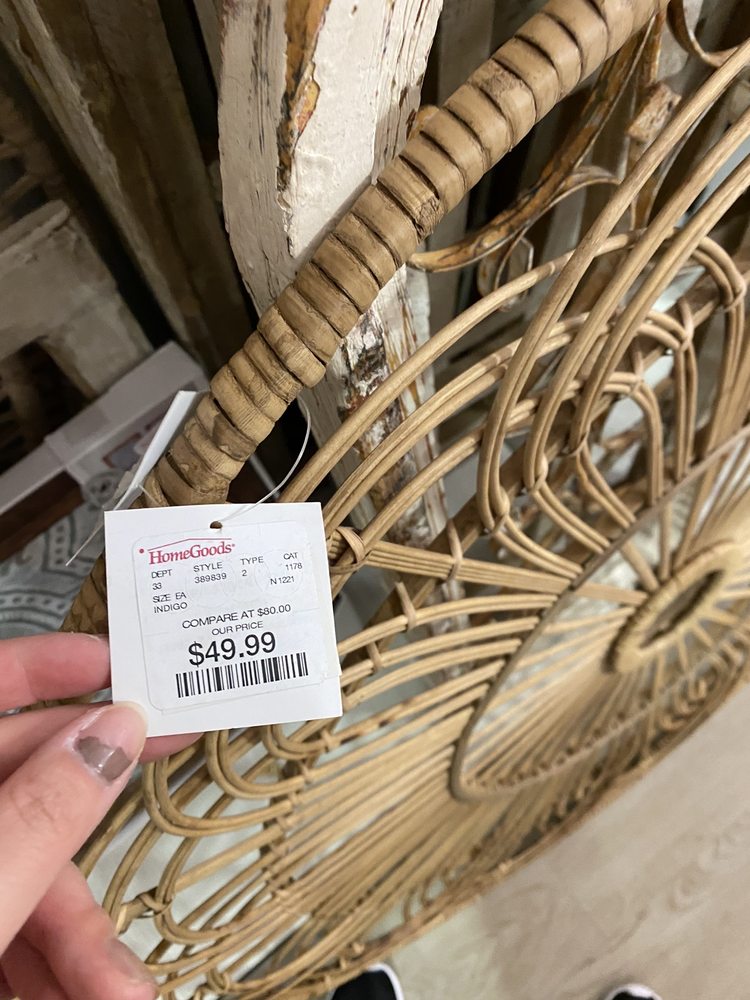 HomeGoods
DEPT STYLE TYPE CAT
33 389839 2 1178
SIZE EA N1221
INDIGO
COMPARE AT $80.00
OUR PRICE
$49.99